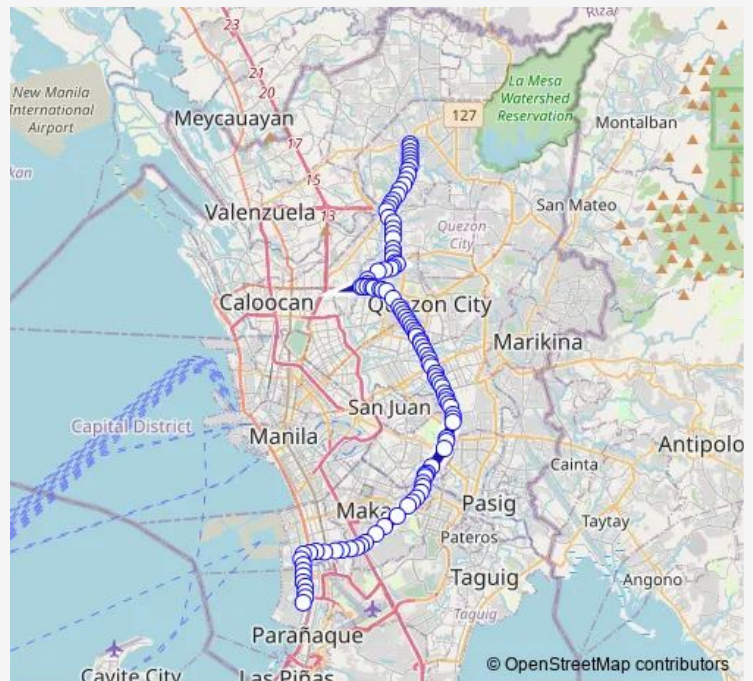 Rizal
23
21
20
New Manila
International
Airport
Meycauayan
La Mesa
Watershed
Reservation
127
Montalban
17
kan
15
Valenzuela
13
San Mateo
Quezon
City
Caloocan
Quezon City
Marikina
San Juan
Capital District
Manila
Antipolo
Cainta
Maka
Pasig
Taytay
Pateros
Taguig
Angono
Taguig
Parañaque
Cavite City
Las Piñas
© OpenStreetMap contributors